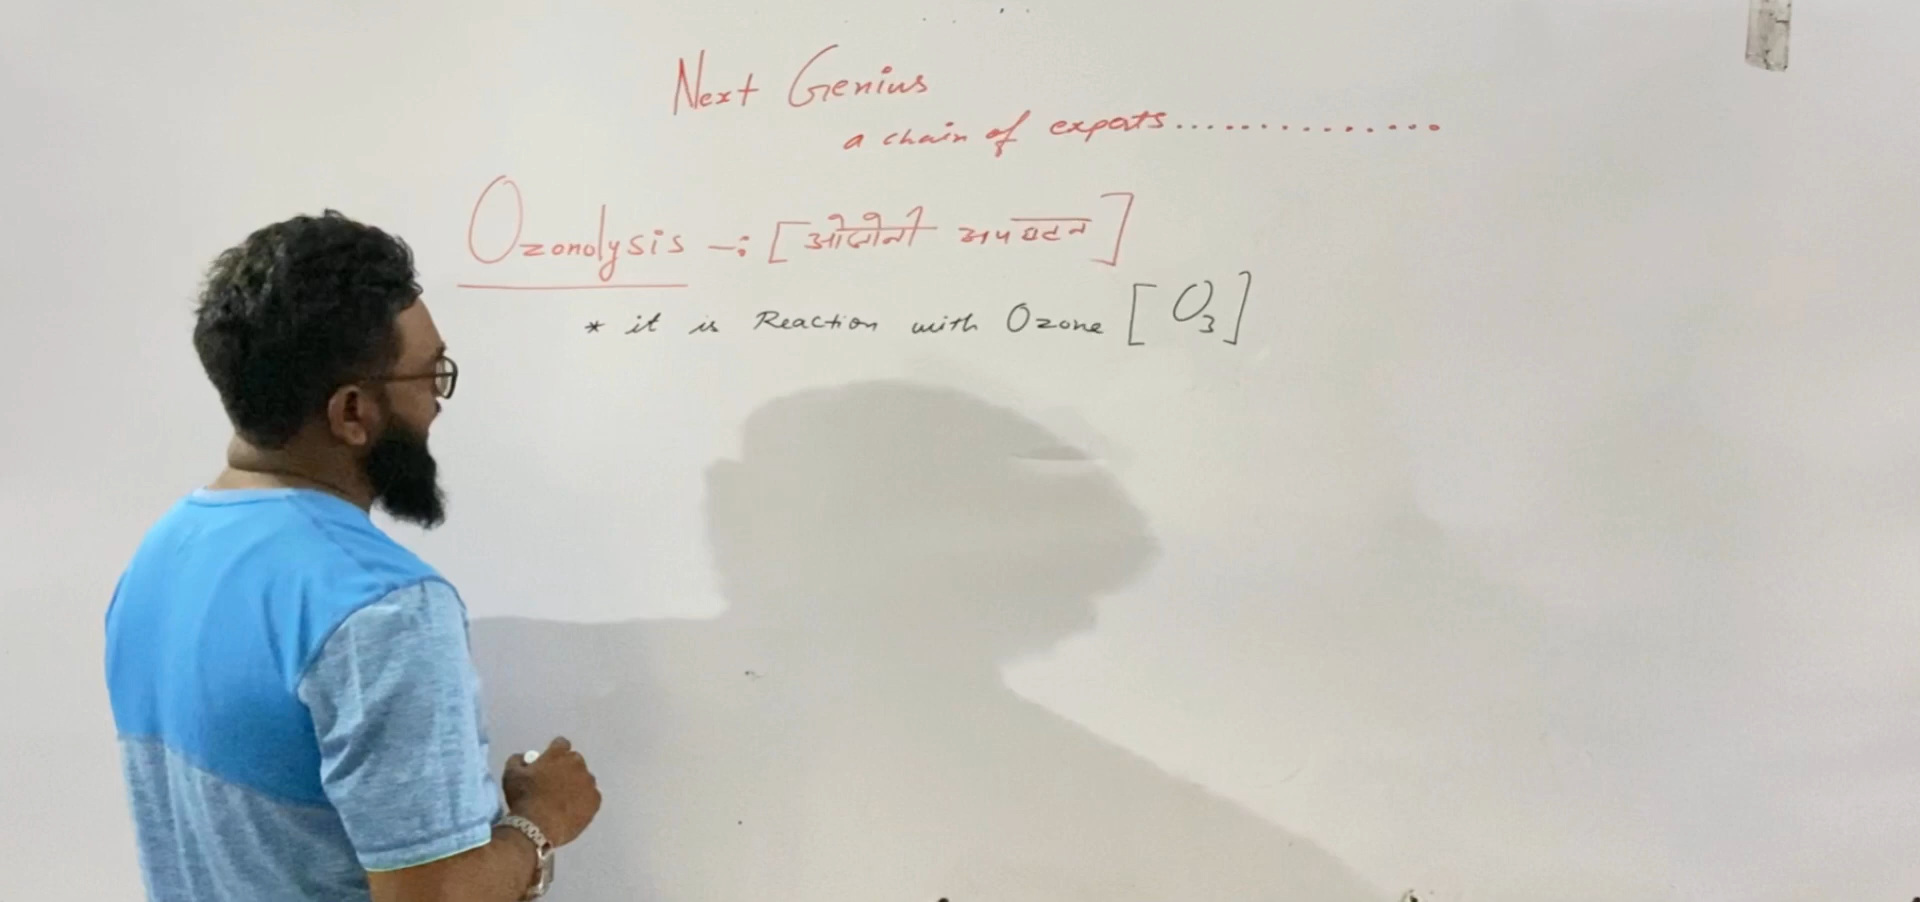 Next Genius
a chain of expats...............
Ozonolysis -: [ओजोनी अपघटन]
* it is Reaction with Ozone [O₃]